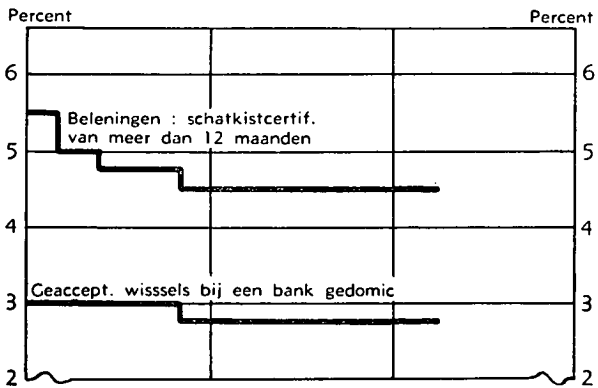 Percent Percent
6 6
Beleningen : schatkistcertif.
van meer dan 12 maanden
5 5
4 4
Geaccept. wisssels bij een bank gedomic
3 3
2 2